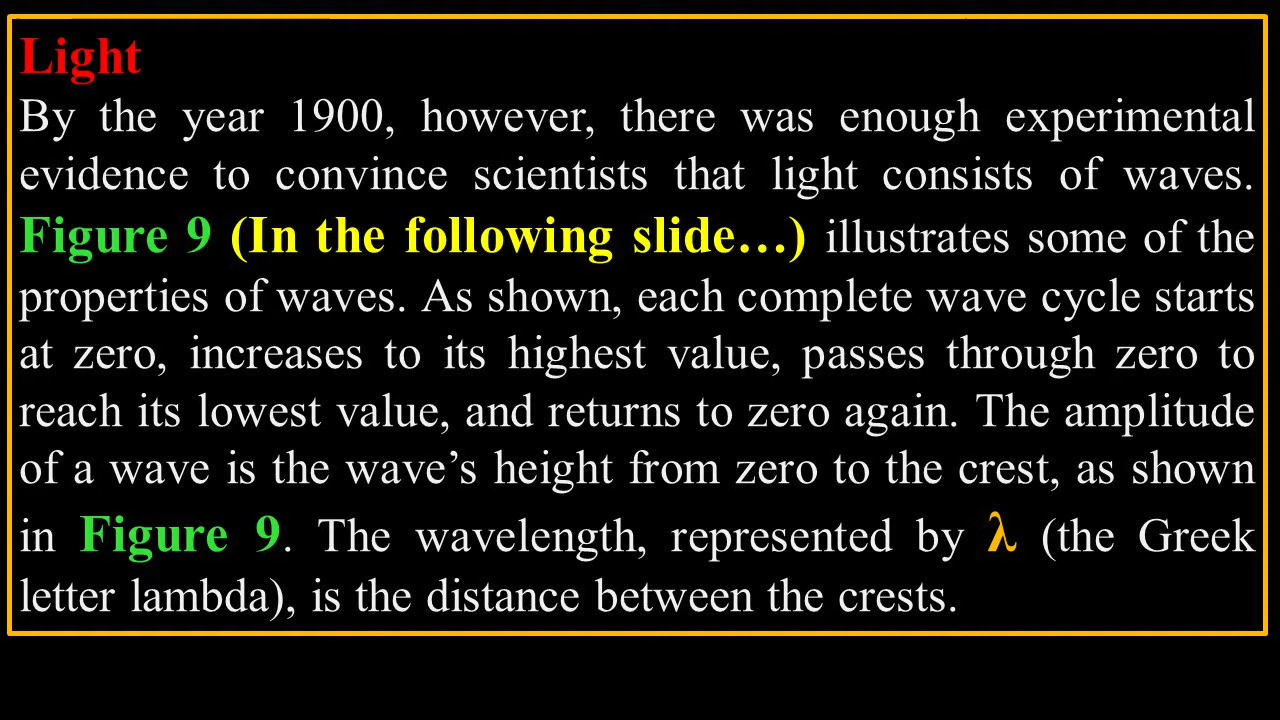 Light
By the year 1900, however, there was enough experimental
evidence to convince scientists that light consists of waves.
Figure 9 (In the following slide…) illustrates some of the
properties of waves. As shown, each complete wave cycle starts
at zero, increases to its highest value, passes through zero to
reach its lowest value, and returns to zero again. The amplitude
of a wave is the wave’s height from zero to the crest, as shown
in Figure 9. The wavelength, represented by λ (the Greek
letter lambda), is the distance between the crests.